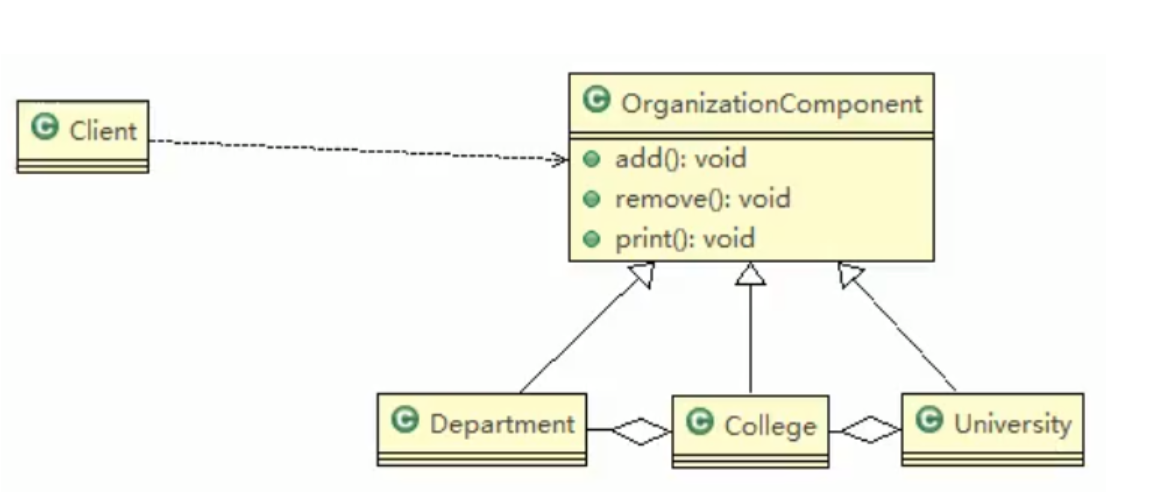 Client
OrganizationComponent
add(): void
remove(): void
print(): void
Department
College
University